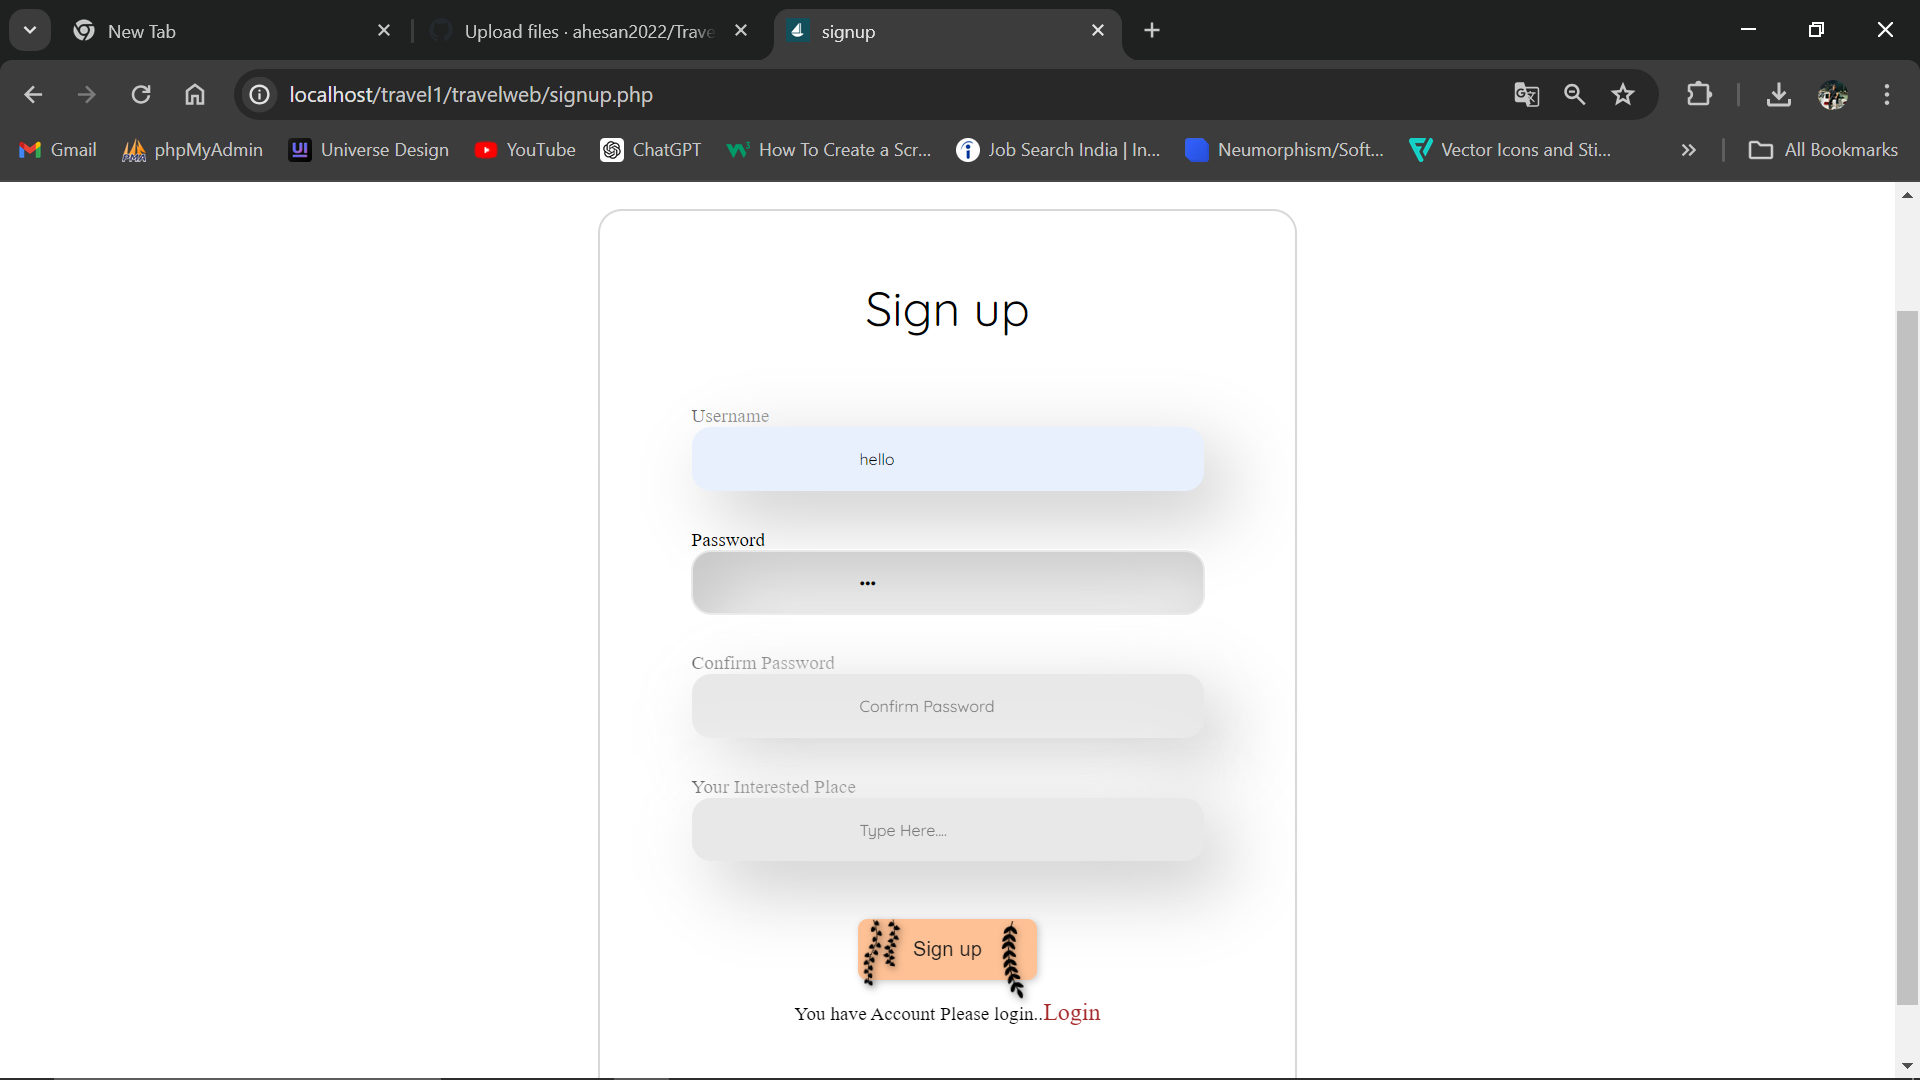 New Tab
Upload files · ahesan2022/Trave
signup
localhost/travel1/travelweb/signup.php
Gmail
phpMyAdmin
Universe Design
YouTube
ChatGPT
How To Create a Scr...
Job Search India | In...
Neumorphism/Soft...
Vector Icons and Sti...
All Bookmarks
Sign up
Username
hello
Password
•••
Confirm Password
Confirm Password
Your Interested Place
Type Here....
Sign up
You have Account Please login..Login